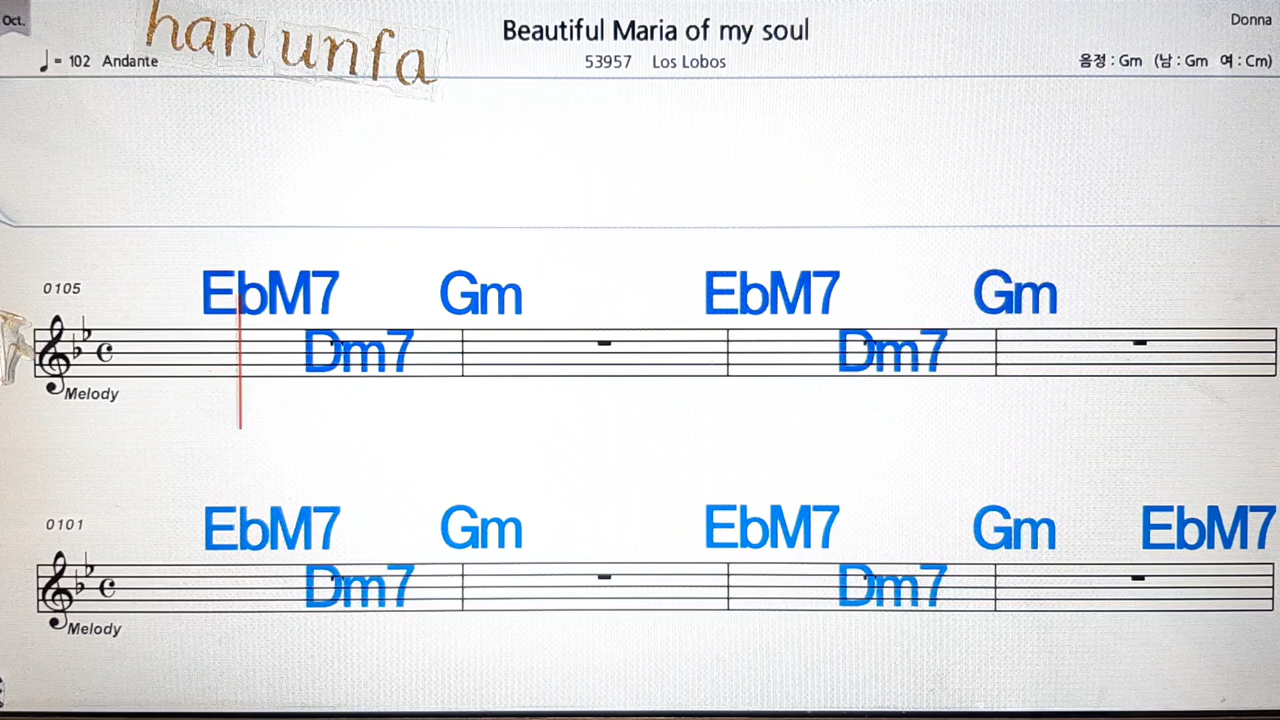 Oct.
han unfa
Beautiful Maria of my soul
Donna
♩ = 102 Andante
53957 Los Lobos
음정 : Gm (남 : Gm 여 : Cm)
0105
EbM7 Gm EbM7 Gm
Dm7 Dm7
Melody
0101
EbM7 Gm EbM7 Gm EbM7
Dm7 Dm7
Melody